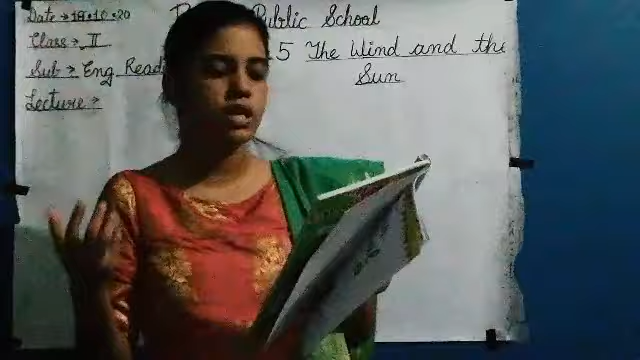 Date → 18.10.20
Public School
Class → II
5 The Wind and the
Sub → Eng Read
Sun
Lecture →